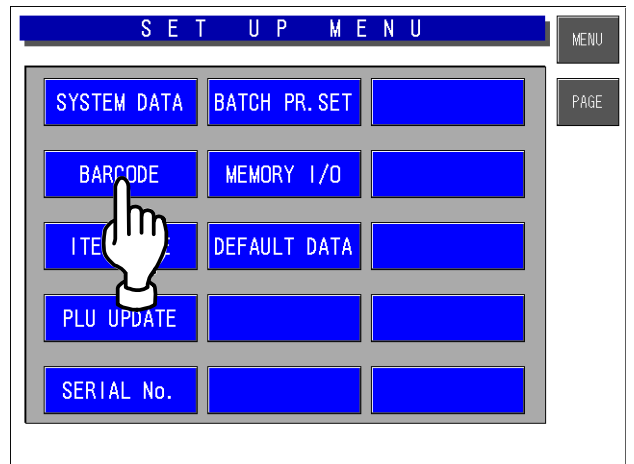 SET UP MENU
MENU
PAGE
SYSTEM DATA
BATCH PR.SET
BARCODE
MEMORY I/O
DEFAULT DATA
PLU UPDATE
SERIAL No.